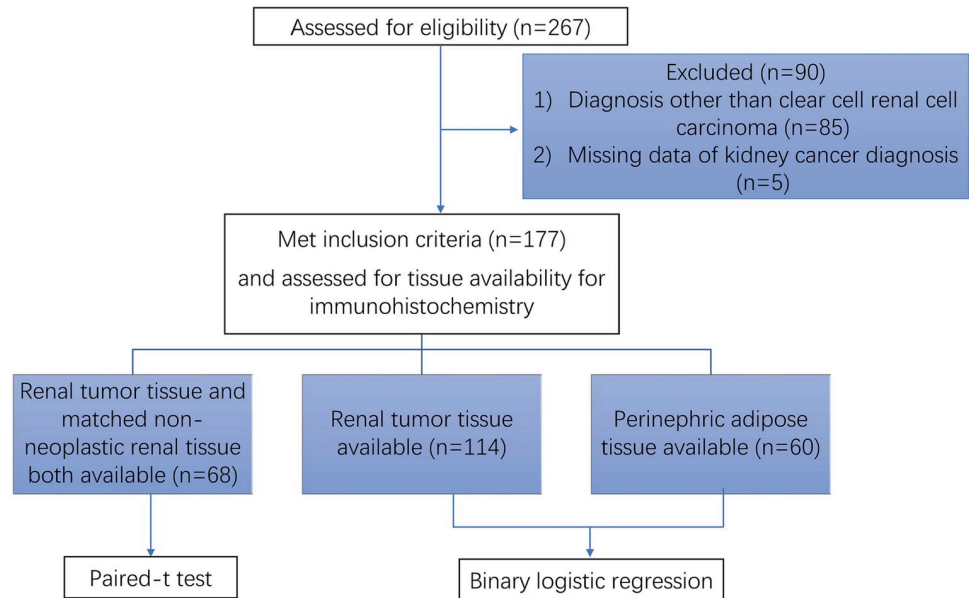 Assessed for eligibility (n=267)
Excluded (n=90)
1) Diagnosis other than clear cell renal cell
carcinoma (n=85)
2) Missing data of kidney cancer diagnosis
(n=5)
Met inclusion criteria (n=177)
and assessed for tissue availability for
immunohistochemistry
Renal tumor tissue and
matched non-
neoplastic renal tissue
both available (n=68)
Renal tumor tissue
available (n=114)
Perinephric adipose
tissue available (n=60)
Paired-t test
Binary logistic regression